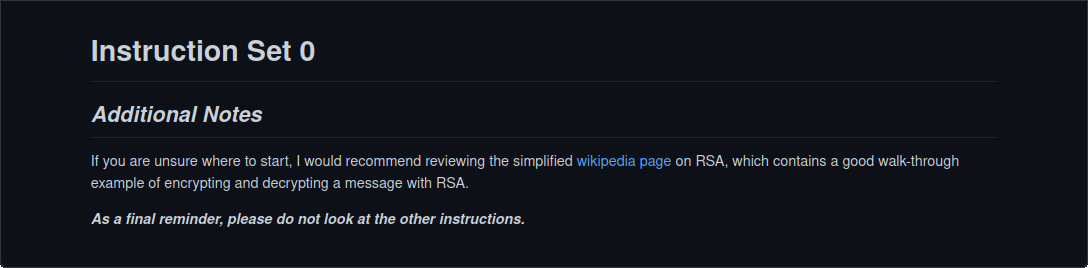 Instruction Set 0
Additional Notes
If you are unsure where to start, I would recommend reviewing the simplified wikipedia page on RSA, which contains a good walk-through
example of encrypting and decrypting a message with RSA.
As a final reminder, please do not look at the other instructions.